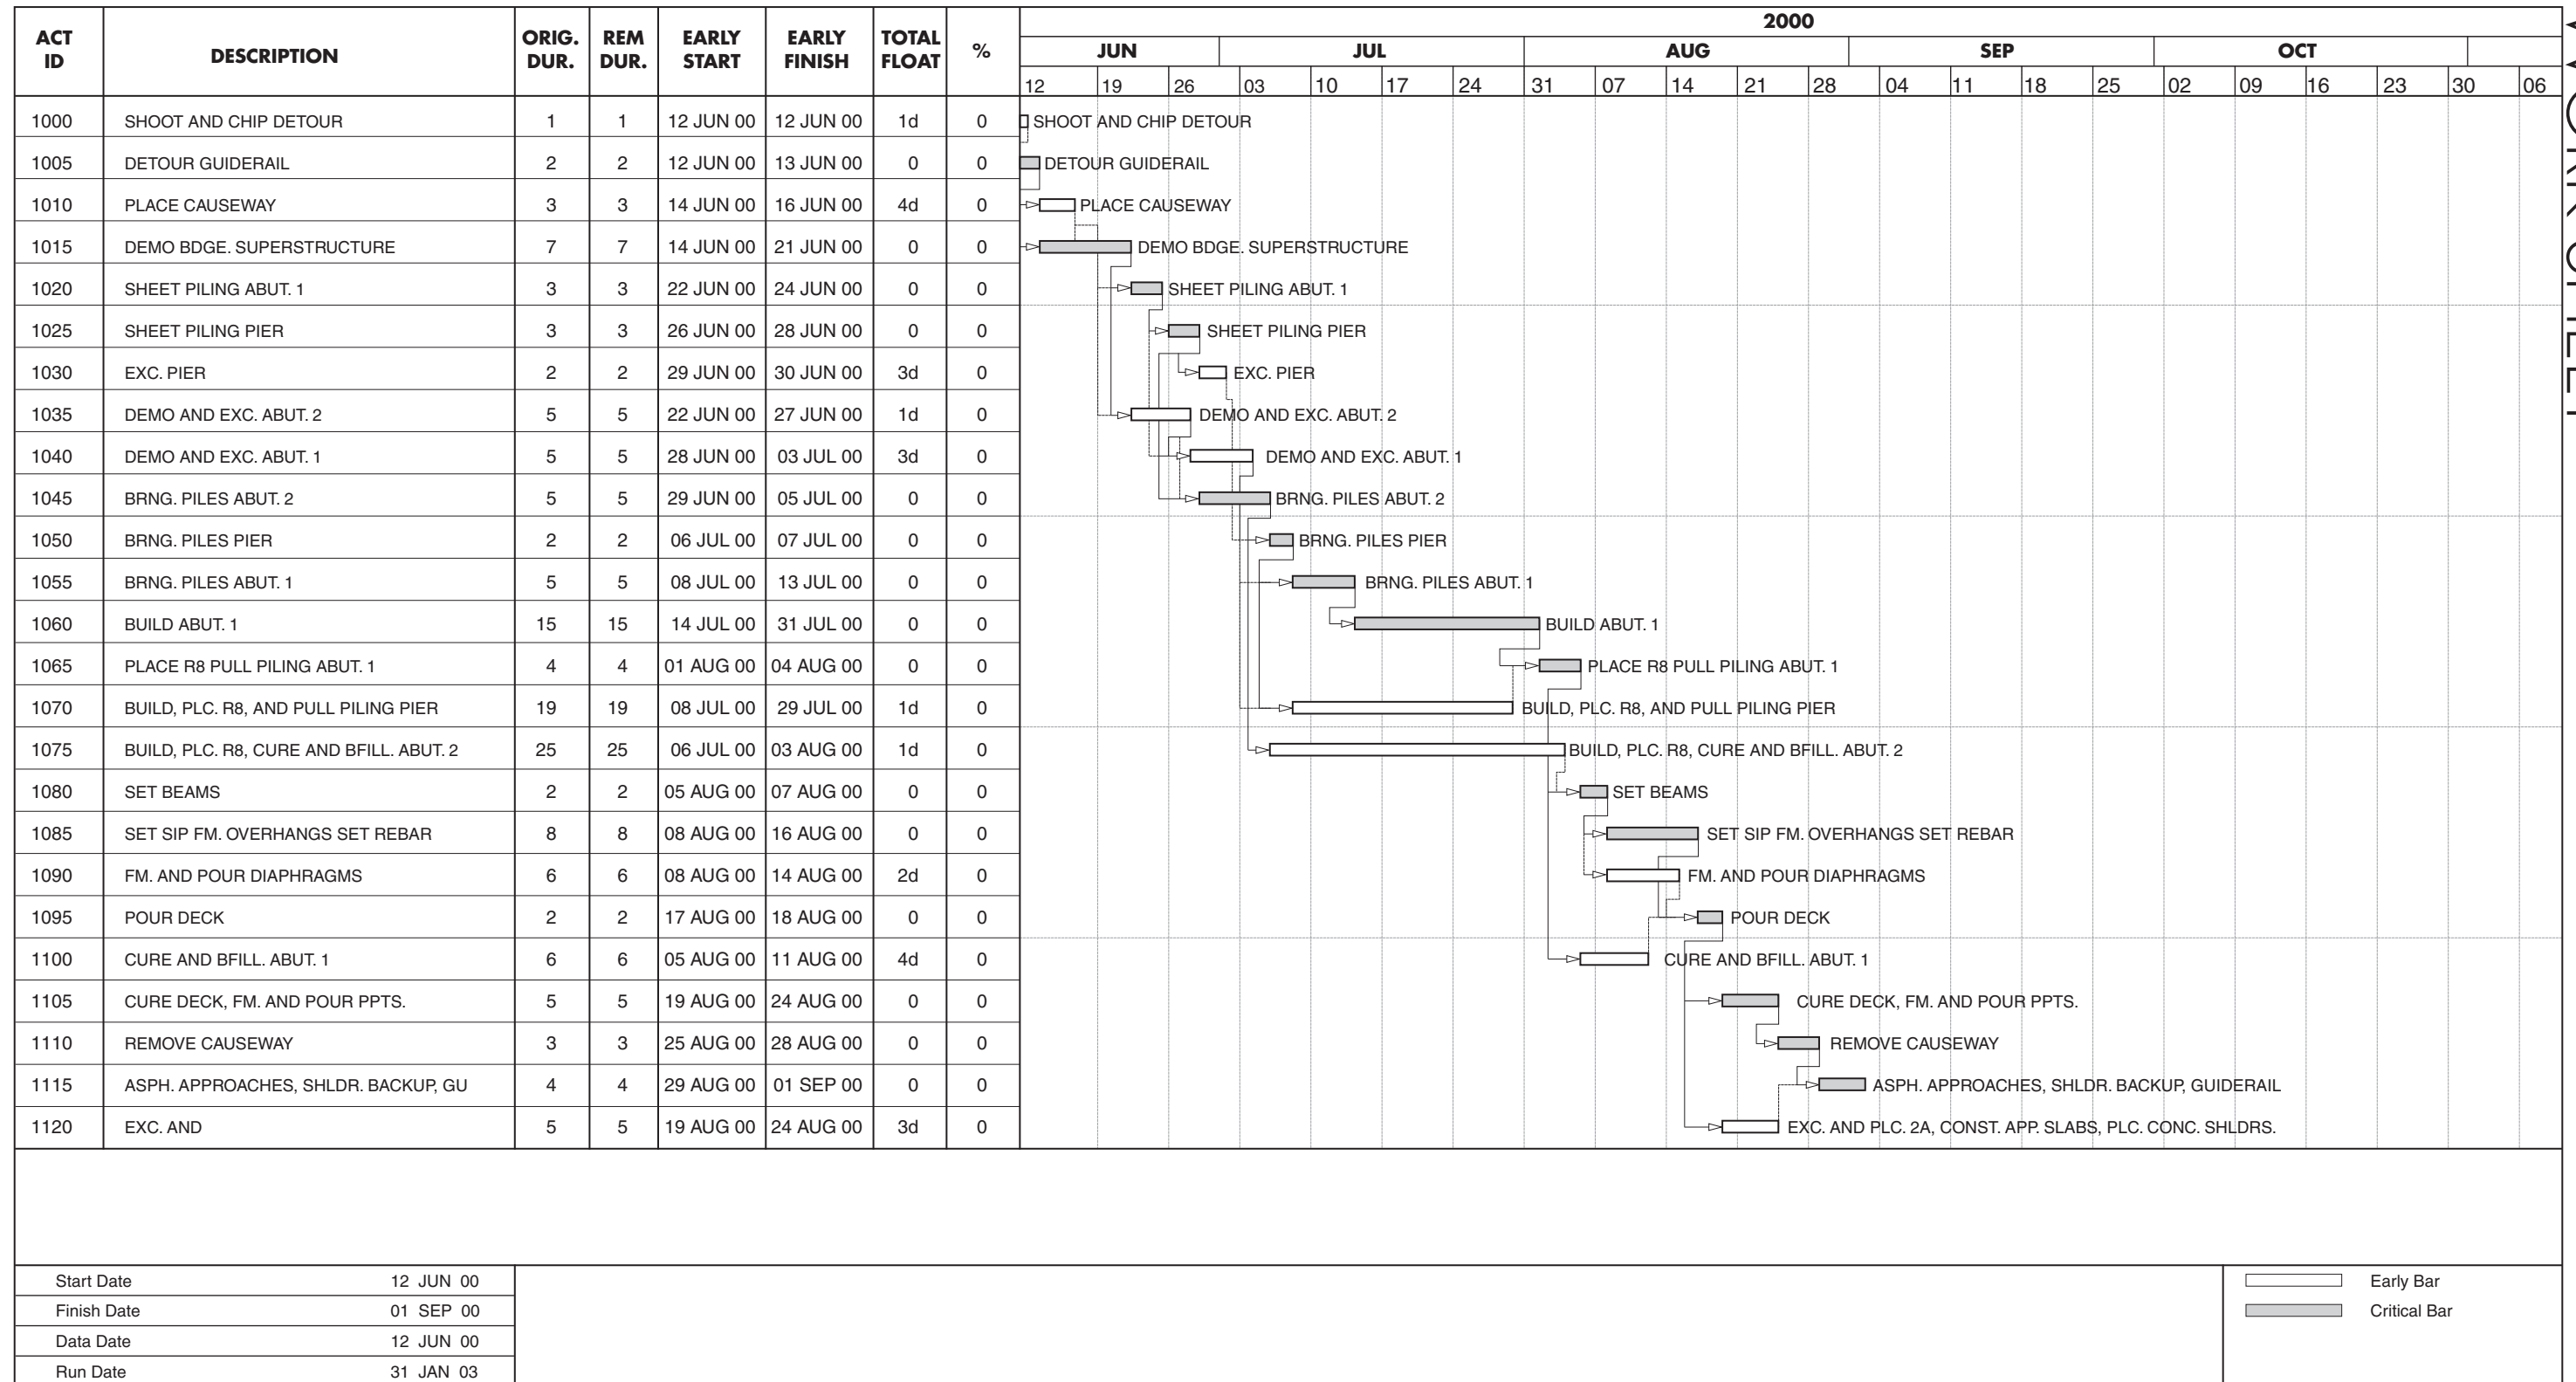 2000
ACT ID DESCRIPTION ORIG. DUR. REM DUR. EARLY START EARLY FINISH TOTAL FLOAT %
JUN JUL AUG SEP OCT
12 19 26 03 10 17 24 31 07 14 21 28 04 11 18 25 02 09 16 23 30 06
1000 SHOOT AND CHIP DETOUR 1 1 12 JUN 00 12 JUN 00 1d 0 SHOOT AND CHIP DETOUR
1005 DETOUR GUIDERAIL 2 2 12 JUN 00 13 JUN 00 0 0 DETOUR GUIDERAIL
1010 PLACE CAUSEWAY 3 3 14 JUN 00 16 JUN 00 4d 0 PLACE CAUSEWAY
1015 DEMO BDGE. SUPERSTRUCTURE 7 7 14 JUN 00 21 JUN 00 0 0 DEMO BDGE. SUPERSTRUCTURE
1020 SHEET PILING ABUT. 1 3 3 22 JUN 00 24 JUN 00 0 0 SHEET PILING ABUT. 1
1025 SHEET PILING PIER 3 3 26 JUN 00 28 JUN 00 0 0 SHEET PILING PIER
1030 EXC. PIER 2 2 29 JUN 00 30 JUN 00 3d 0 EXC. PIER
1035 DEMO AND EXC. ABUT. 2 5 5 22 JUN 00 27 JUN 00 1d 0 DEMO AND EXC. ABUT. 2
1040 DEMO AND EXC. ABUT. 1 5 5 28 JUN 00 03 JUL 00 3d 0 DEMO AND EXC. ABUT. 1
1045 BRNG. PILES ABUT. 2 5 5 29 JUN 00 05 JUL 00 0 0 BRNG. PILES ABUT. 2
1050 BRNG. PILES PIER 2 2 06 JUL 00 07 JUL 00 0 0 BRNG. PILES PIER
1055 BRNG. PILES ABUT. 1 5 5 08 JUL 00 13 JUL 00 0 0 BRNG. PILES ABUT. 1
1060 BUILD ABUT. 1 15 15 14 JUL 00 31 JUL 00 0 0 BUILD ABUT. 1
1065 PLACE R8 PULL PILING ABUT. 1 4 4 01 AUG 00 04 AUG 00 0 0 PLACE R8 PULL PILING ABUT. 1
1070 BUILD, PLC. R8, AND PULL PILING PIER 19 19 08 JUL 00 29 JUL 00 1d 0 BUILD, PLC. R8, AND PULL PILING PIER
1075 BUILD, PLC. R8, CURE AND BFILL. ABUT. 2 25 25 06 JUL 00 03 AUG 00 1d 0 BUILD, PLC. R8, CURE AND BFILL. ABUT. 2
1080 SET BEAMS 2 2 05 AUG 00 07 AUG 00 0 0 SET BEAMS
1085 SET SIP FM. OVERHANGS SET REBAR 8 8 08 AUG 00 16 AUG 00 0 0 SET SIP FM. OVERHANGS SET REBAR
1090 FM. AND POUR DIAPHRAGMS 6 6 08 AUG 00 14 AUG 00 2d 0 FM. AND POUR DIAPHRAGMS
1095 POUR DECK 2 2 17 AUG 00 18 AUG 00 0 0 POUR DECK
1100 CURE AND BFILL. ABUT. 1 6 6 05 AUG 00 11 AUG 00 4d 0 CURE AND BFILL. ABUT. 1
1105 CURE DECK, FM. AND POUR PPTS. 5 5 19 AUG 00 24 AUG 00 0 0 CURE DECK, FM. AND POUR PPTS.
1110 REMOVE CAUSEWAY 3 3 25 AUG 00 28 AUG 00 0 0 REMOVE CAUSEWAY
1115 ASPH. APPROACHES, SHLDR. BACKUP, GU 4 4 29 AUG 00 01 SEP 00 0 0 ASPH. APPROACHES, SHLDR. BACKUP, GUIDERAIL
1120 EXC. AND 5 5 19 AUG 00 24 AUG 00 3d 0 EXC. AND PLC. 2A, CONST. APP. SLABS, PLC. CONC. SHLDRS.
Start Date 12 JUN 00
Finish Date 01 SEP 00
Data Date 12 JUN 00
Run Date 31 JAN 03
Early Bar
Critical Bar